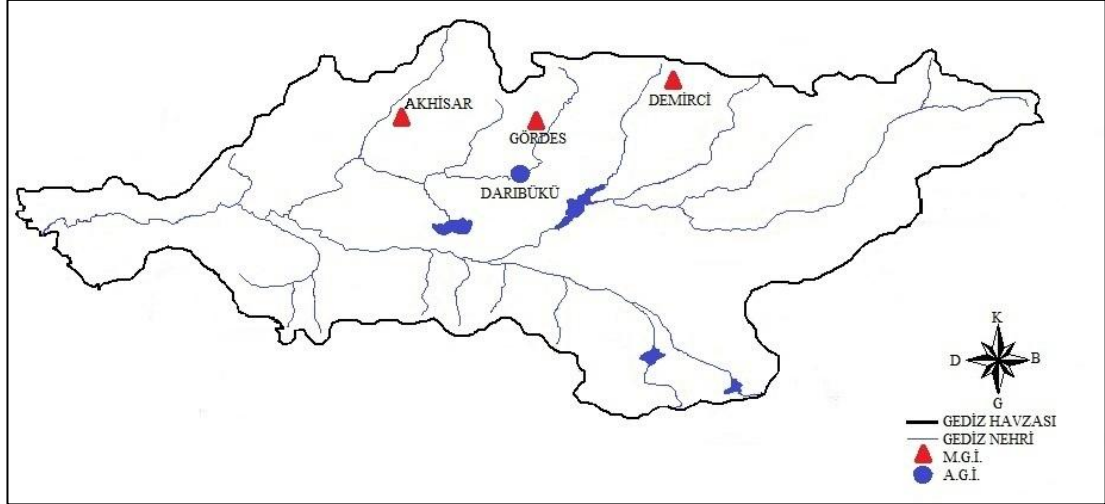 AKHİSAR
DEMİRCİ
GÖRDES
DARIBÜKÜ
K
D B
G
GEDİZ HAVZASI
GEDİZ NEHRİ
M.G.İ.
A.G.İ.